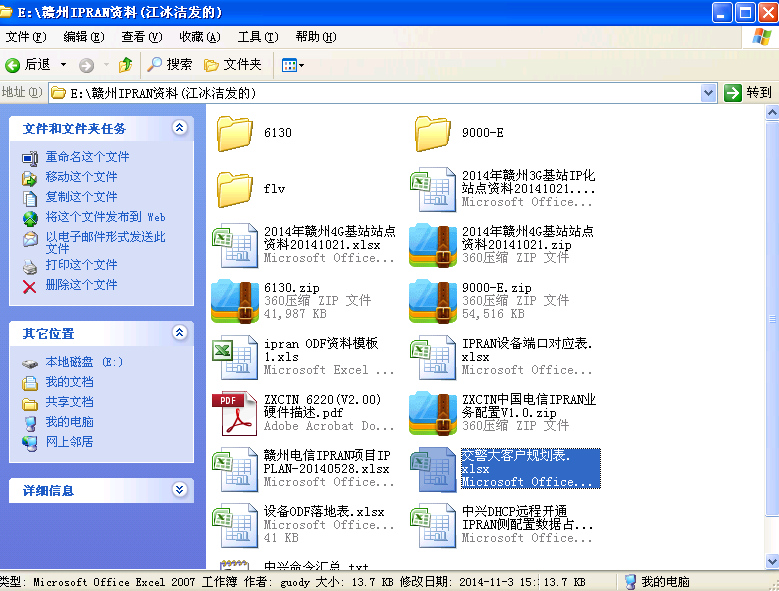 E:\赣州IPRAN资料(江冰洁发的)
文件(F) 编辑(E) 查看(V) 收藏(A) 工具(T) 帮助(H)
后退 搜索 文件夹
地址(D) E:\赣州IPRAN资料(江冰洁发的) 转到
文件和文件夹任务
重命名这个文件
移动这个文件
复制这个文件
将这个文件发布到 Web
以电子邮件形式发送此
文件
打印这个文件
删除这个文件
其它位置
本地磁盘 (E:)
我的文档
共享文档
我的电脑
网上邻居
详细信息
6130
9000-E
flv
2014年赣州3G基站IP化
站点资料20141021....
Microsoft Office...
2014年赣州4G基站站点
资料20141021.xlsx
Microsoft Office...
2014年赣州4G基站站点
资料20141021.zip
360压缩 ZIP 文件
6130.zip
360压缩 ZIP 文件
41,987 KB
9000-E.zip
360压缩 ZIP 文件
54,516 KB
ipran ODF资料模板
1.xls
Microsoft Excel ...
IPRAN设备端口对应表.
xlsx
Microsoft Office...
PDF
ZXCTN 6220(V2.00)
硬件描述.pdf
Adobe Acrobat Doc...
ZXCTN中国电信IPRAN业
务配置V1.0.zip
360压缩 ZIP 文件
赣州电信IPRAN项目IP
PLAN-20140528.xlsx
Microsoft Office...
交警大客户规划表.
xlsx
Microsoft Office...
设备ODF落地表.xlsx
Microsoft Office...
41 KB
中兴DHCP远程开通
IPRAN侧配置数据占...
Microsoft Office...
中兴命令汇总.txt
类型: Microsoft Office Excel 2007 工作簿 作者: guody 大小: 13.7 KB 修改日期: 2014-11-3 15: 13.7 KB 我的电脑